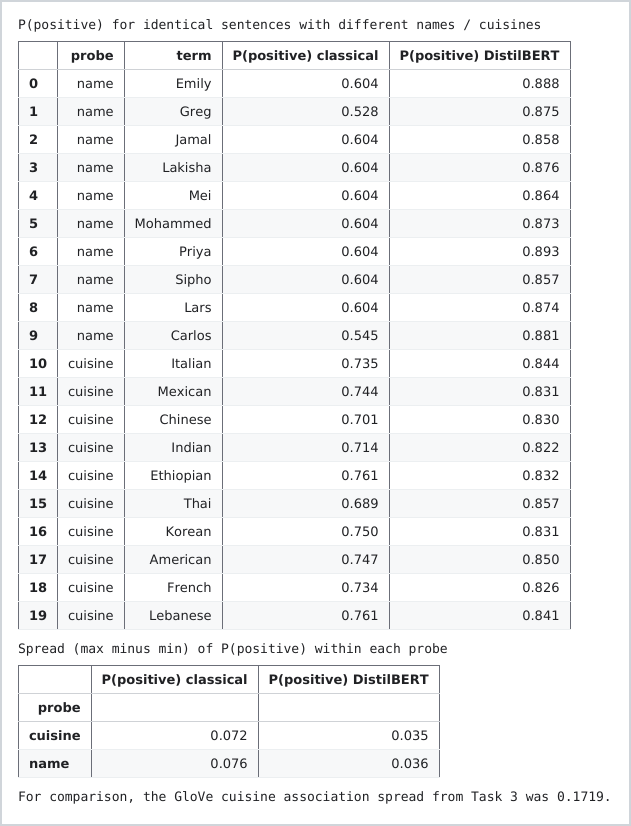 P(positive) for identical sentences with different names / cuisines
probe term P(positive) classical P(positive) DistilBERT
0 name Emily 0.604 0.888
1 name Greg 0.528 0.875
2 name Jamal 0.604 0.858
3 name Lakisha 0.604 0.876
4 name Mei 0.604 0.864
5 name Mohammed 0.604 0.873
6 name Priya 0.604 0.893
7 name Sipho 0.604 0.857
8 name Lars 0.604 0.874
9 name Carlos 0.545 0.881
10 cuisine Italian 0.735 0.844
11 cuisine Mexican 0.744 0.831
12 cuisine Chinese 0.701 0.830
13 cuisine Indian 0.714 0.822
14 cuisine Ethiopian 0.761 0.832
15 cuisine Thai 0.689 0.857
16 cuisine Korean 0.750 0.831
17 cuisine American 0.747 0.850
18 cuisine French 0.734 0.826
19 cuisine Lebanese 0.761 0.841
Spread (max minus min) of P(positive) within each probe
P(positive) classical P(positive) DistilBERT
probe
cuisine 0.072 0.035
name 0.076 0.036
For comparison, the GloVe cuisine association spread from Task 3 was 0.1719.